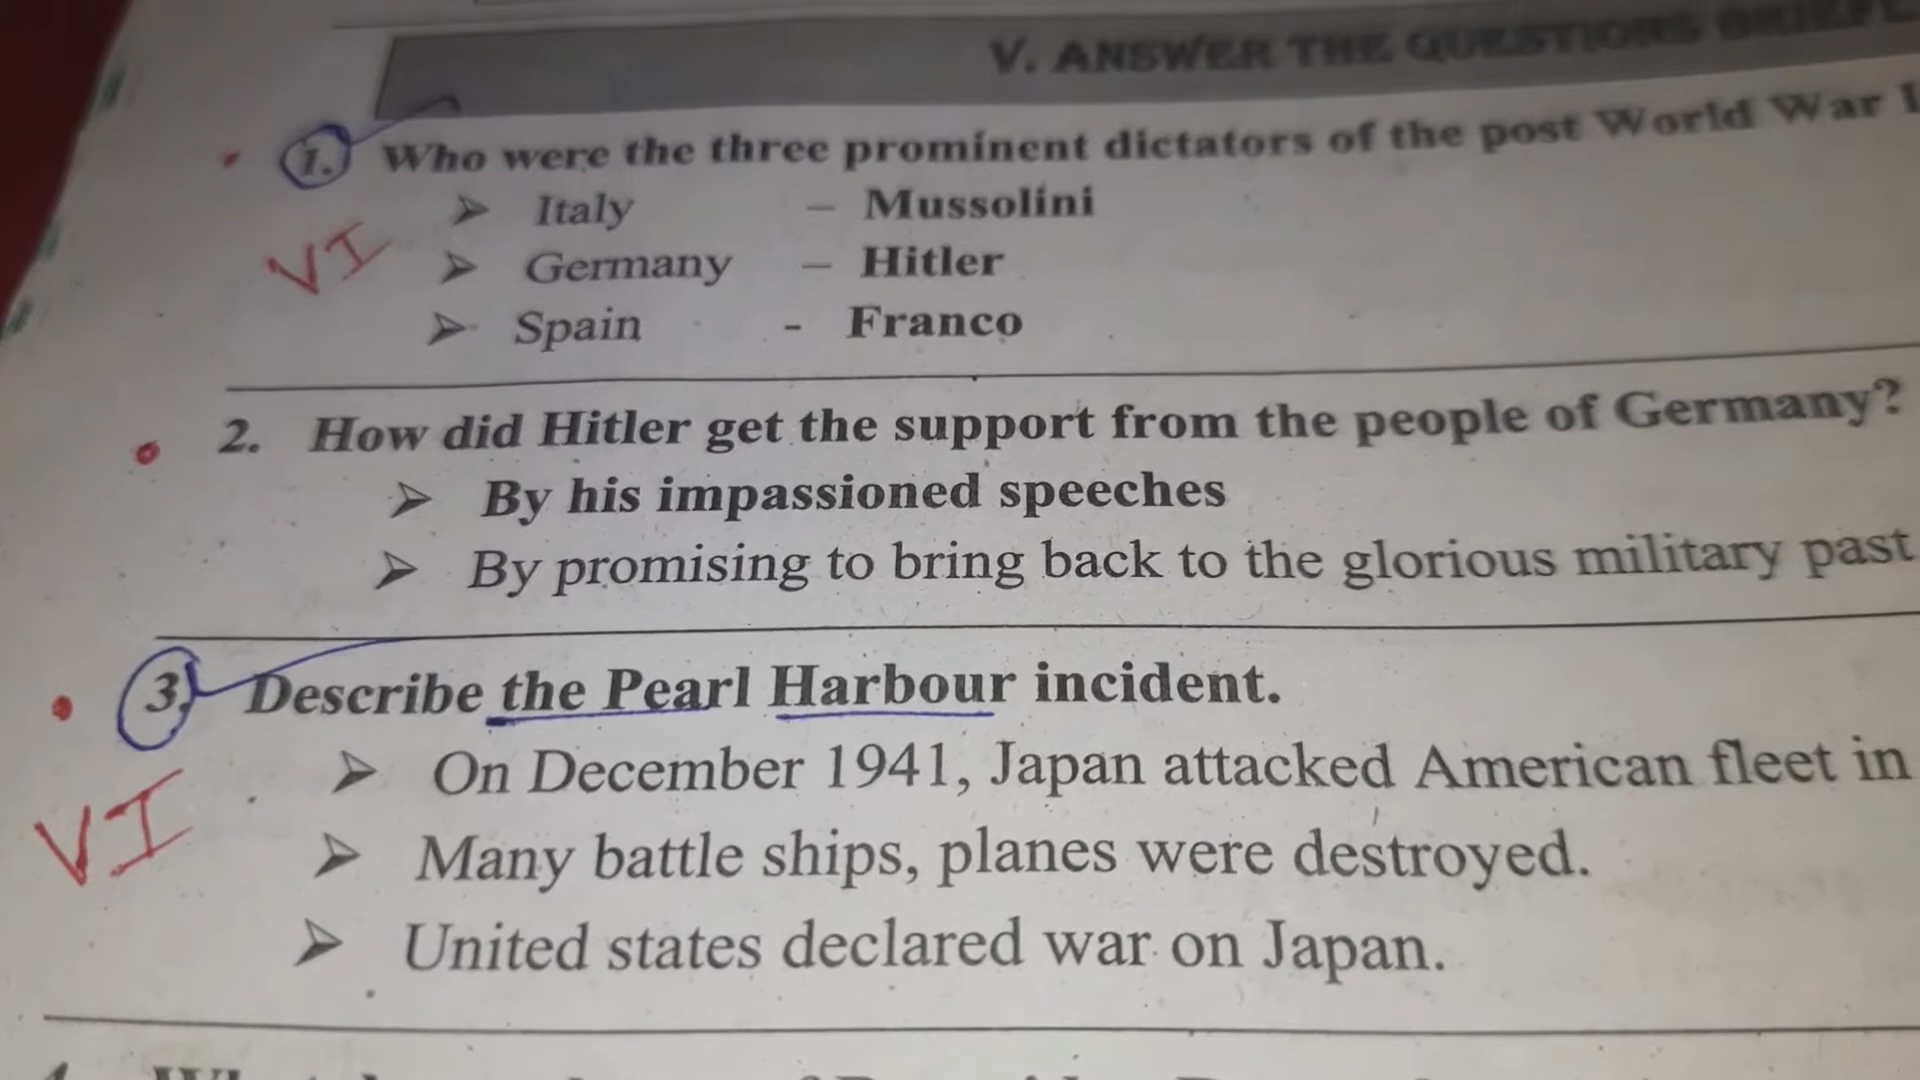 V. ANSWER THE QUESTIONS BRIEFL
1. Who were the three prominent dictators of the post World War I
VI
➢ Italy – Mussolini
➢ Germany – Hitler
➢ Spain - Franco
2. How did Hitler get the support from the people of Germany?
➢ By his impassioned speeches
➢ By promising to bring back to the glorious military past
3. Describe the Pearl Harbour incident.
VI
➢ On December 1941, Japan attacked American fleet in
➢ Many battle ships, planes were destroyed.
➢ United states declared war on Japan.